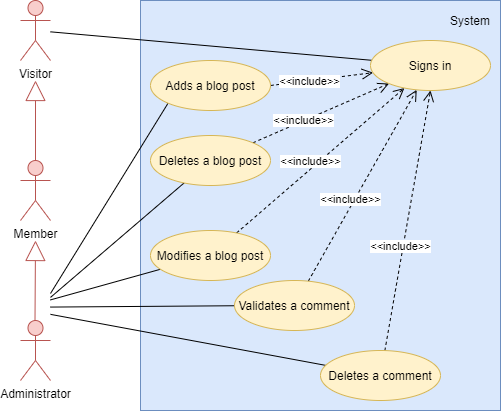 System
Signs in
Visitor
Adds a blog post
<<include>>
<<include>>
Deletes a blog post
<<include>>
<<include>>
Member
<<include>>
Modifies a blog post
Validates a comment
Deletes a comment
Administrator